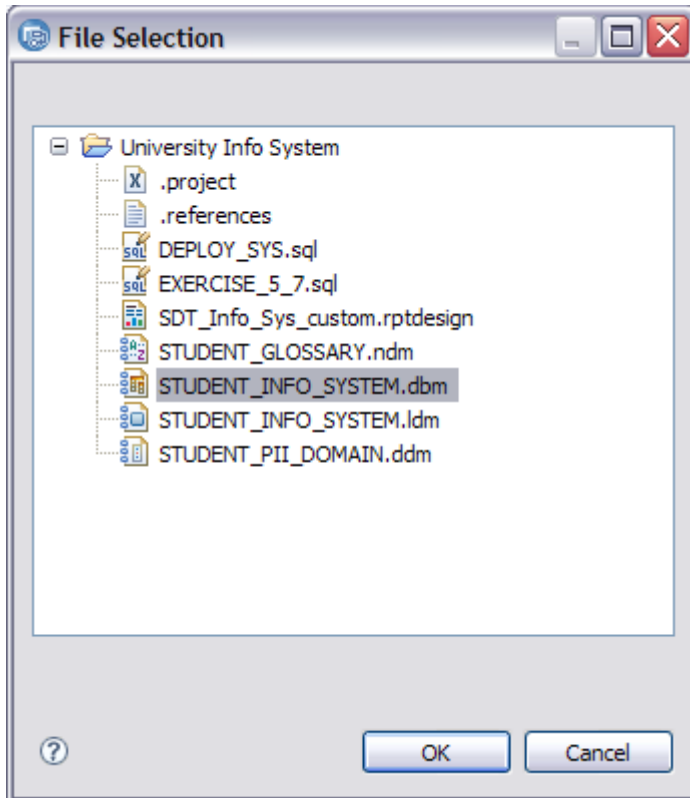 File Selection
University Info System
.project
.references
DEPLOY_SYS.sql
EXERCISE_5_7.sql
SDT_Info_Sys_custom.rptdesign
STUDENT_GLOSSARY.ndm
STUDENT_INFO_SYSTEM.dbm
STUDENT_INFO_SYSTEM.ldm
STUDENT_PII_DOMAIN.ddm
OK Cancel